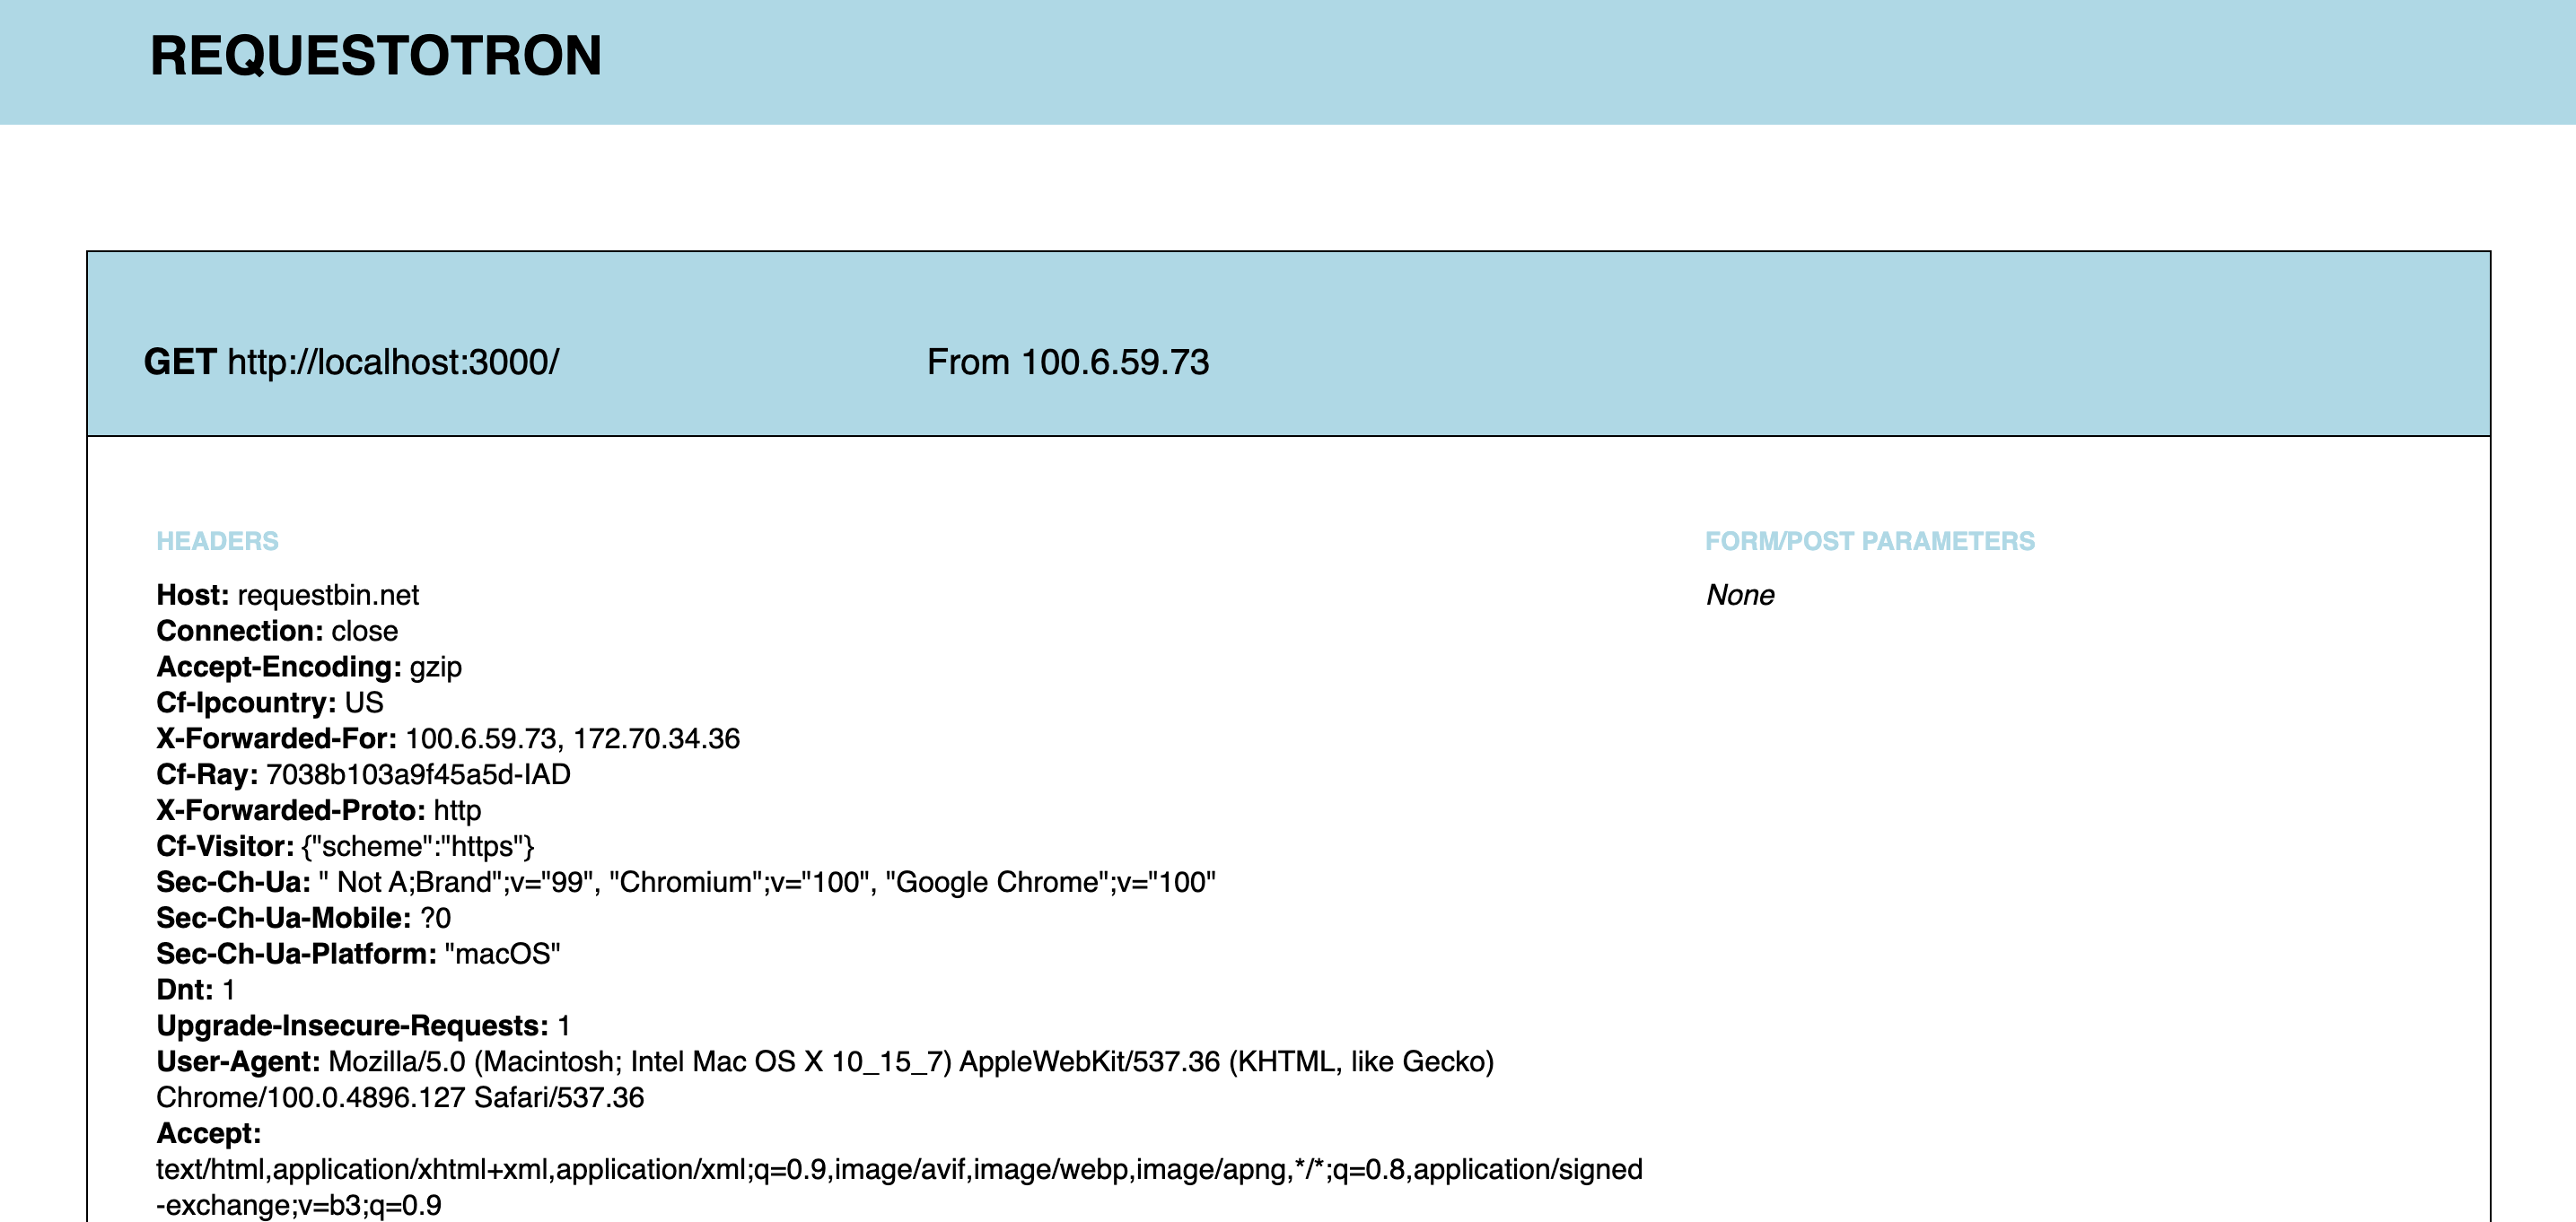 REQUESTOTRON
GET http://localhost:3000/
From 100.6.59.73
HEADERS
Host: requestbin.net
Connection: close
Accept-Encoding: gzip
Cf-Ipcountry: US
X-Forwarded-For: 100.6.59.73, 172.70.34.36
Cf-Ray: 7038b103a9f45a5d-IAD
X-Forwarded-Proto: http
Cf-Visitor: {"scheme":"https"}
Sec-Ch-Ua: " Not A;Brand";v="99", "Chromium";v="100", "Google Chrome";v="100"
Sec-Ch-Ua-Mobile: ?0
Sec-Ch-Ua-Platform: "macOS"
Dnt: 1
Upgrade-Insecure-Requests: 1
User-Agent: Mozilla/5.0 (Macintosh; Intel Mac OS X 10_15_7) AppleWebKit/537.36 (KHTML, like Gecko)
Chrome/100.0.4896.127 Safari/537.36
Accept:
text/html,application/xhtml+xml,application/xml;q=0.9,image/avif,image/webp,image/apng,*/*;q=0.8,application/signed
-exchange;v=b3;q=0.9
FORM/POST PARAMETERS
None